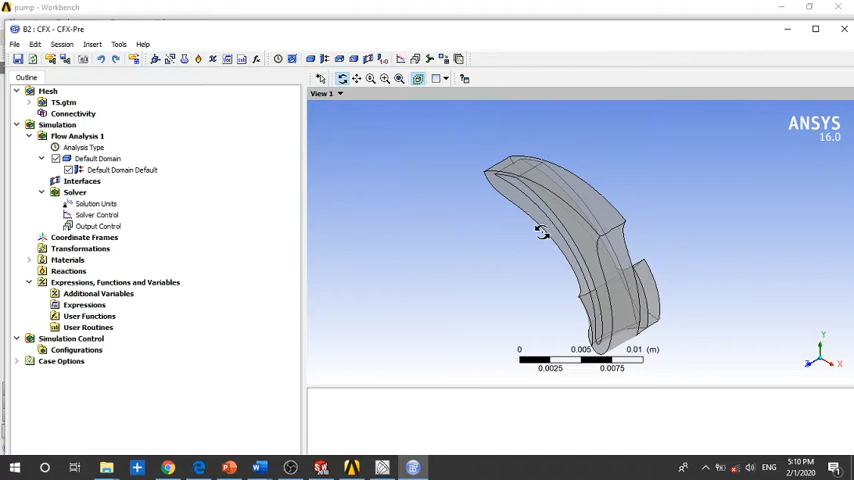 pump - Workbench
B2 : CFX - CFX-Pre
File Edit Session Insert Tools Help
Outline
Mesh
TS.gtm
Connectivity
Simulation
Flow Analysis 1
Analysis Type
Default Domain
Default Domain Default
Interfaces
Solver
Solution Units
Solver Control
Output Control
Coordinate Frames
Transformations
Materials
Reactions
Expressions, Functions and Variables
Additional Variables
Expressions
User Functions
User Routines
Simulation Control
Configurations
Case Options
View 1
ANSYS
16.0
0 0.005 0.01 (m)
0.0025 0.0075
Y
Z X
ENG
5:10 PM
2/1/2020